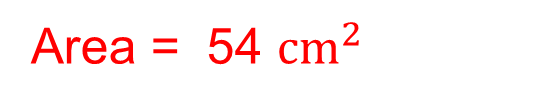 Area = 54 cm²